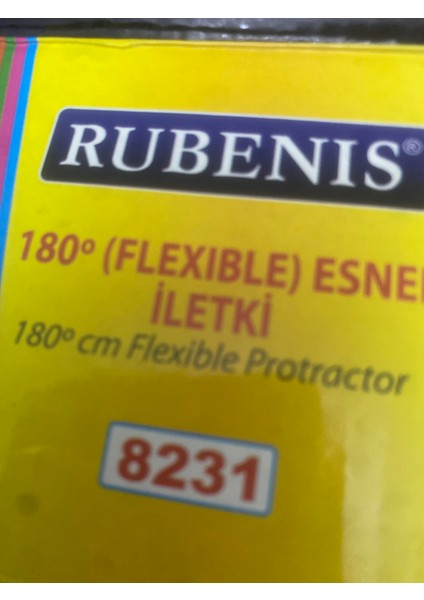 RUBENIS®
180º (FLEXIBLE) ESNE
İLETKİ
180º cm Flexible Protractor
8231